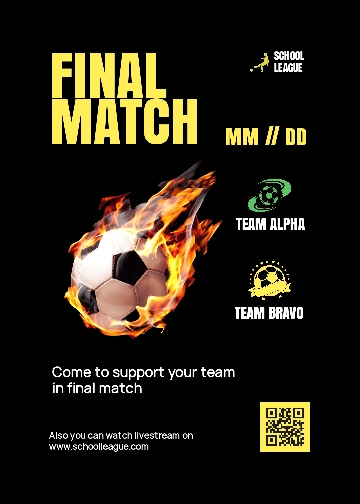 FINAL
MATCH
SCHOOL
LEAGUE
MM // DD
TEAM ALPHA
TEAM BRAVO
Come to support your team
in final match
Also you can watch livestream on
www.schoolleague.com